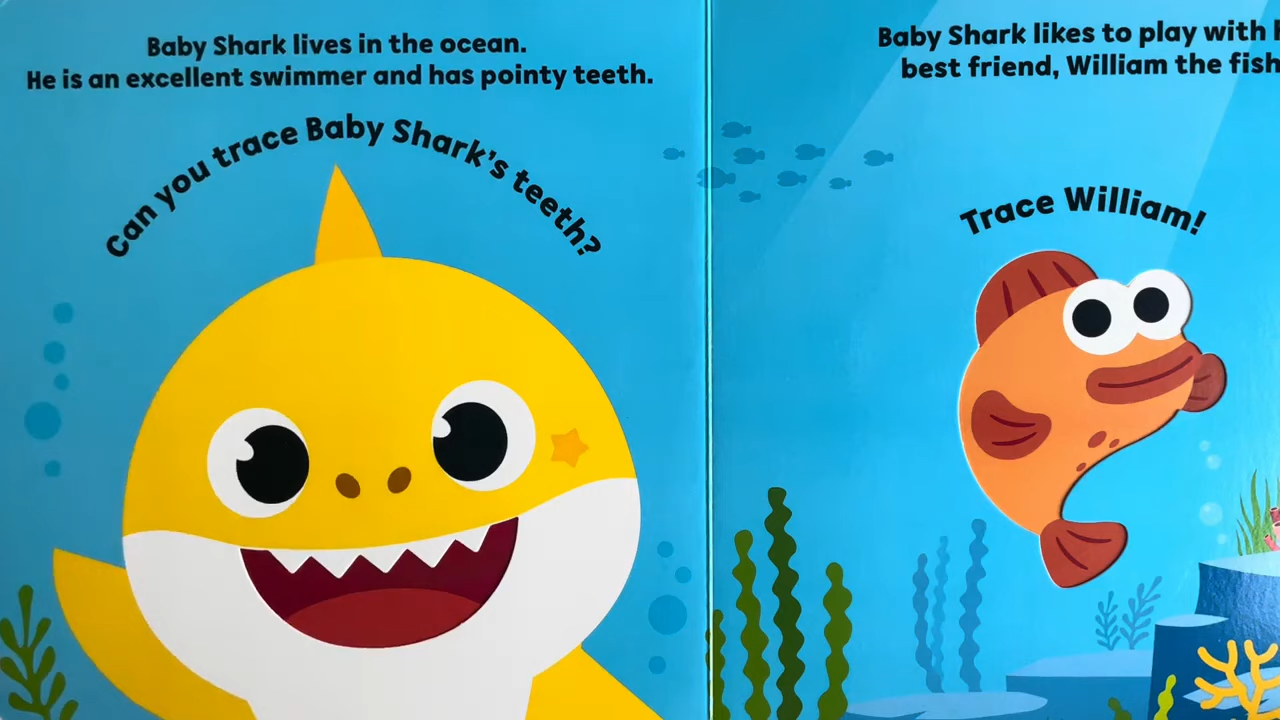 Baby Shark lives in the ocean.
He is an excellent swimmer and has pointy teeth.
Can you trace Baby Shark's teeth?
Baby Shark likes to play with
best friend, William the fish
Trace William!